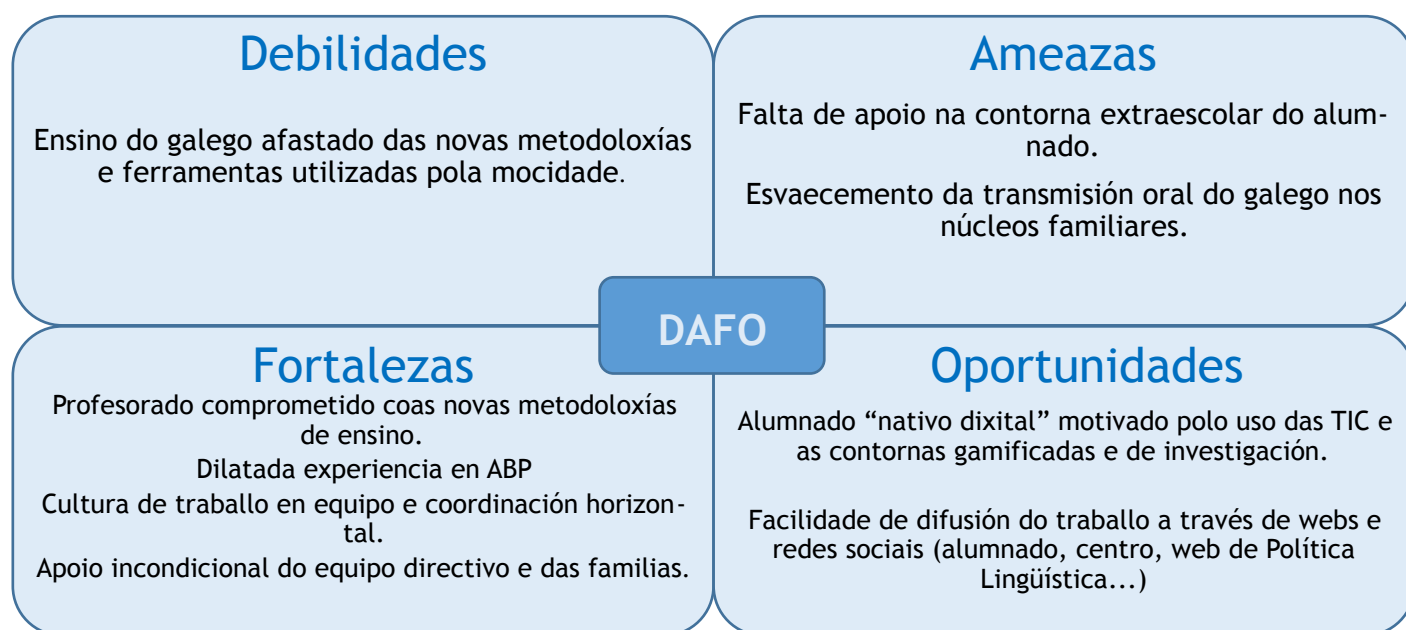 Debilidades
Ensino do galego afastado das novas metodoloxías
e ferramentas utilizadas pola mocidade.
Ameazas
Falta de apoio na contorna extraescolar do alum-
nado.
Esvaecemento da transmisión oral do galego nos
núcleos familiares.
DAFO
Fortalezas
Profesorado comprometido coas novas metodoloxías
de ensino.
Dilatada experiencia en ABP
Cultura de traballo en equipo e coordinación horizon-
tal.
Apoio incondicional do equipo directivo e das familias.
Oportunidades
Alumnado “nativo dixital” motivado polo uso das TIC e
as contornas gamificadas e de investigación.
Facilidade de difusión do traballo a través de webs e
redes sociais (alumnado, centro, web de Política
Lingüística...)